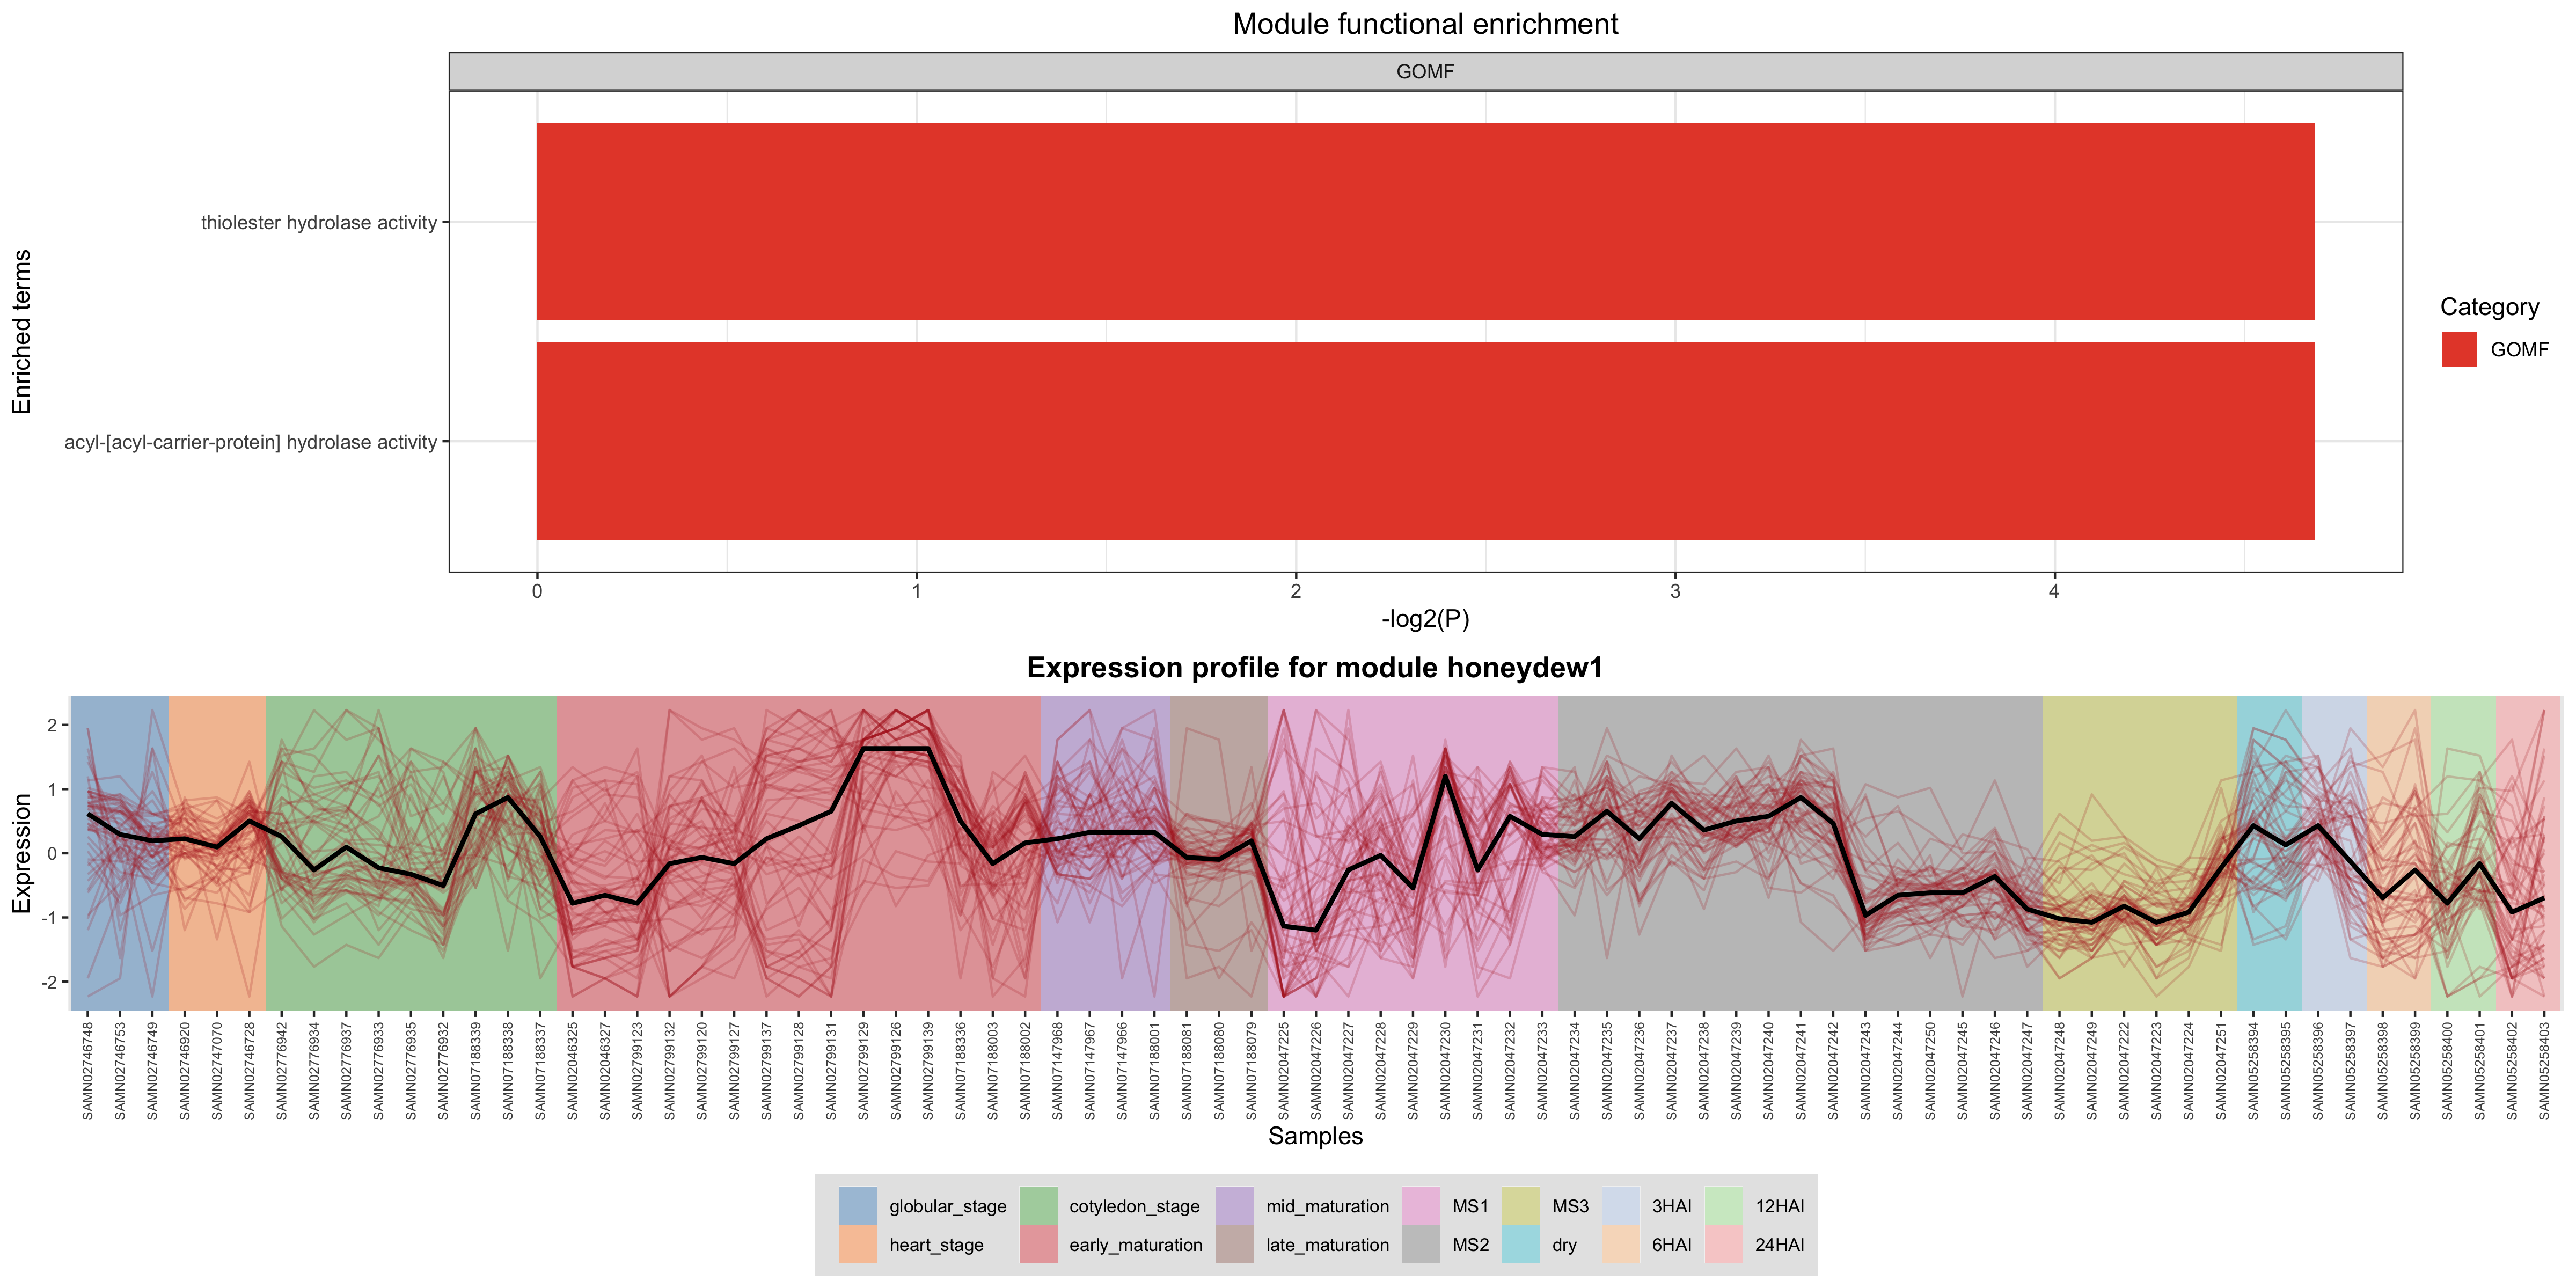 Module functional enrichment
GOMF
Enriched terms
thiolester hydrolase activity
acyl-[acyl-carrier-protein] hydrolase activity
0 1 2 3 4
-log2(P)
Category
GOMF
Expression profile for module honeydew1
Expression
2
1
0
-1
-2
SAMN02746748
SAMN02746753
SAMN02746749
SAMN02746920
SAMN02747070
SAMN02746728
SAMN02776942
SAMN02776934
SAMN02776937
SAMN02776933
SAMN02776935
SAMN02776932
SAMN07188339
SAMN07188338
SAMN07188337
SAMN02046325
SAMN02046327
SAMN02799123
SAMN02799132
SAMN02799120
SAMN02799127
SAMN02799137
SAMN02799128
SAMN02799131
SAMN02799129
SAMN02799126
SAMN02799139
SAMN07188336
SAMN07188003
SAMN07188002
SAMN07147968
SAMN07147967
SAMN07147966
SAMN07188001
SAMN07188081
SAMN07188080
SAMN07188079
SAMN02047225
SAMN02047226
SAMN02047227
SAMN02047228
SAMN02047229
SAMN02047230
SAMN02047231
SAMN02047232
SAMN02047233
SAMN02047234
SAMN02047235
SAMN02047236
SAMN02047237
SAMN02047238
SAMN02047239
SAMN02047240
SAMN02047241
SAMN02047242
SAMN02047243
SAMN02047244
SAMN02047250
SAMN02047245
SAMN02047246
SAMN02047247
SAMN02047248
SAMN02047249
SAMN02047222
SAMN02047223
SAMN02047224
SAMN02047251
SAMN05258394
SAMN05258395
SAMN05258396
SAMN05258397
SAMN05258398
SAMN05258399
SAMN05258400
SAMN05258401
SAMN05258402
SAMN05258403
Samples
globular_stage cotyledon_stage mid_maturation MS1 MS3 3HAI 12HAI
heart_stage early_maturation late_maturation MS2 dry 6HAI 24HAI